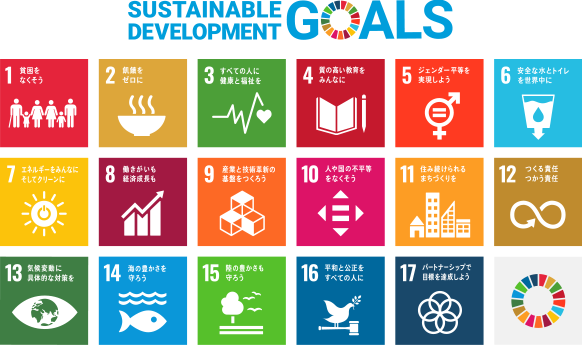 SUSTAINABLE
DEVELOPMENT
GOALS
1 貧困を
なくそう
2 飢餓を
ゼロに
3 すべての人に
健康と福祉を
4 質の高い教育を
みんなに
5 ジェンダー平等を
実現しよう
6 安全な水とトイレ
を世界中に
7 エネルギーをみんなに
そしてクリーンに
8 働きがいも
経済成長も
9 産業と技術革新の
基盤をつくろう
10 人や国の不平等
をなくそう
11 住み続けられる
まちづくりを
12 つくる責任
つかう責任
13 気候変動に
具体的な対策を
14 海の豊かさを
守ろう
15 陸の豊かさも
守ろう
16 平和と公正を
すべての人に
17 パートナーシップで
目標を達成しよう